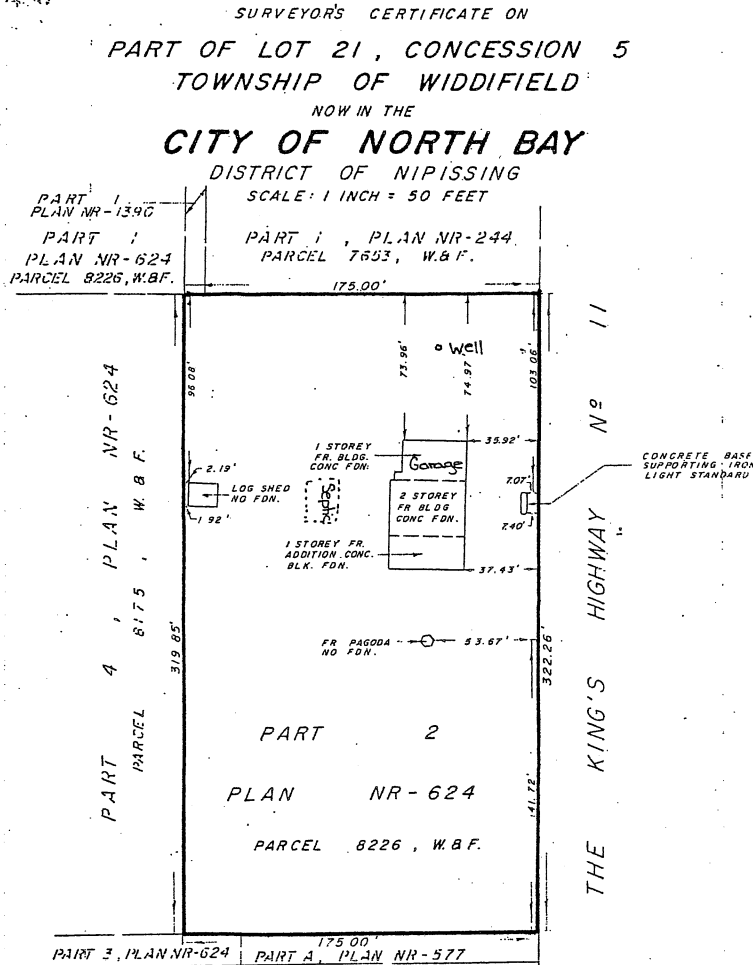 SURVEYOR'S CERTIFICATE ON
PART OF LOT 21, CONCESSION 5
TOWNSHIP OF WIDDIFIELD
NOW IN THE
CITY OF NORTH BAY
DISTRICT OF NIPISSING
SCALE: 1 INCH = 50 FEET
PART 1
PLAN NR-1390
PART 1
PLAN NR-624
PARCEL 8226, W.&F.
PART 1, PLAN NR-244
PARCEL 7653, W.& F.
175.00'
96.08'
73.96'
Well
74.97
103.06'
PART 4, PLAN NR-624
PARCEL 8175, W. & F.
319.85'
1 STOREY
FR. BLDG.
CONC FDN.
Garage
35.92'
2.19'
LOG SHED
NO FDN.
1.92'
Septic
2 STOREY
FR BLDG
CONC FDN.
7.07'
7.40'
CONCRETE BASE
SUPPORTING IRON
LIGHT STANDARD
1 STOREY FR.
ADDITION CONC.
BLK. FDN.
37.43'
FR PAGODA
NO FDN.
53.67'
322.26'
141.72'
THE KING'S HIGHWAY Nº 11
PART 2
PLAN NR-624
PARCEL 8226, W.&F.
175.00'
PART 3, PLAN NR-624
PART A, PLAN NR-577